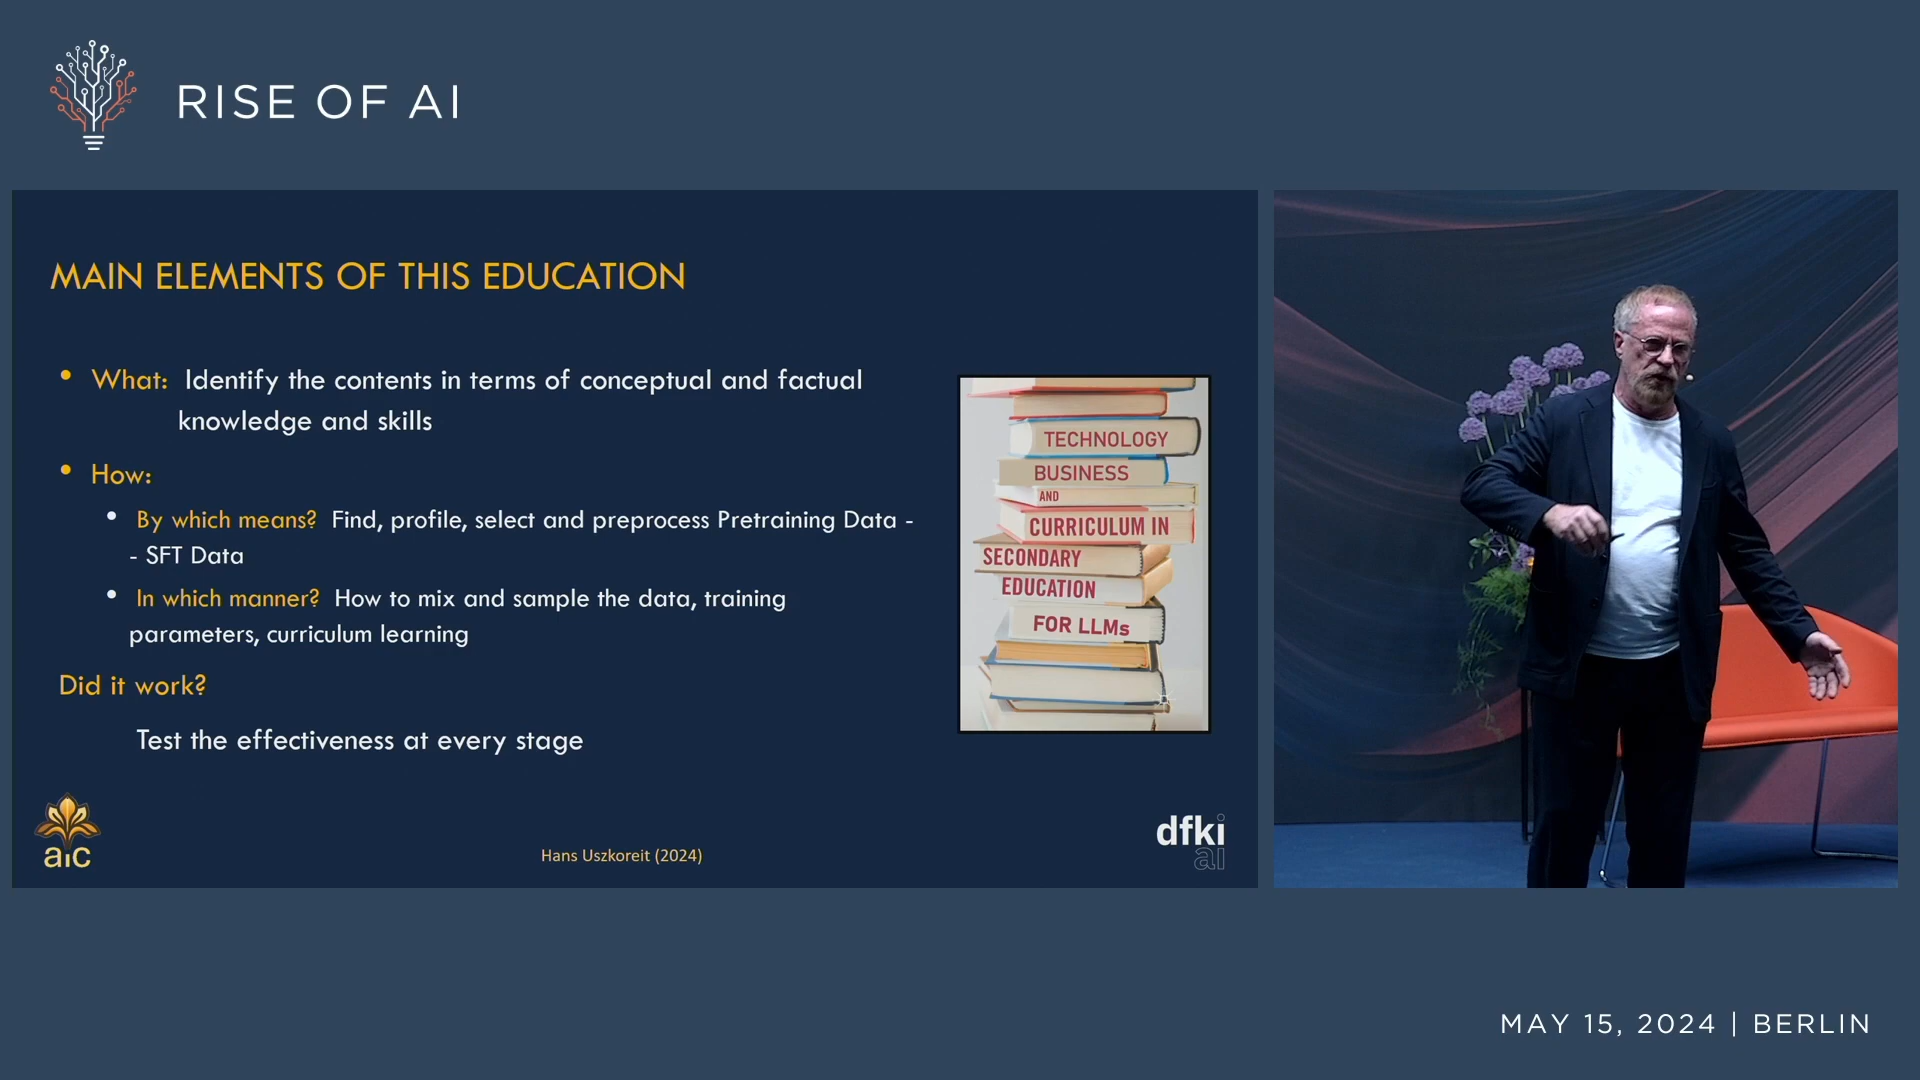 RISE OF AI
MAIN ELEMENTS OF THIS EDUCATION
• What: Identify the contents in terms of conceptual and factual
knowledge and skills
• How:
• By which means? Find, profile, select and preprocess Pretraining Data -
- SFT Data
• In which manner? How to mix and sample the data, training
parameters, curriculum learning
Did it work?
Test the effectiveness at every stage
TECHNOLOGY
BUSINESS
AND
CURRICULUM IN
SECONDARY
EDUCATION
FOR LLMs
aic
Hans Uszkoreit (2024)
dfki
ai
MAY 15, 2024 | BERLIN